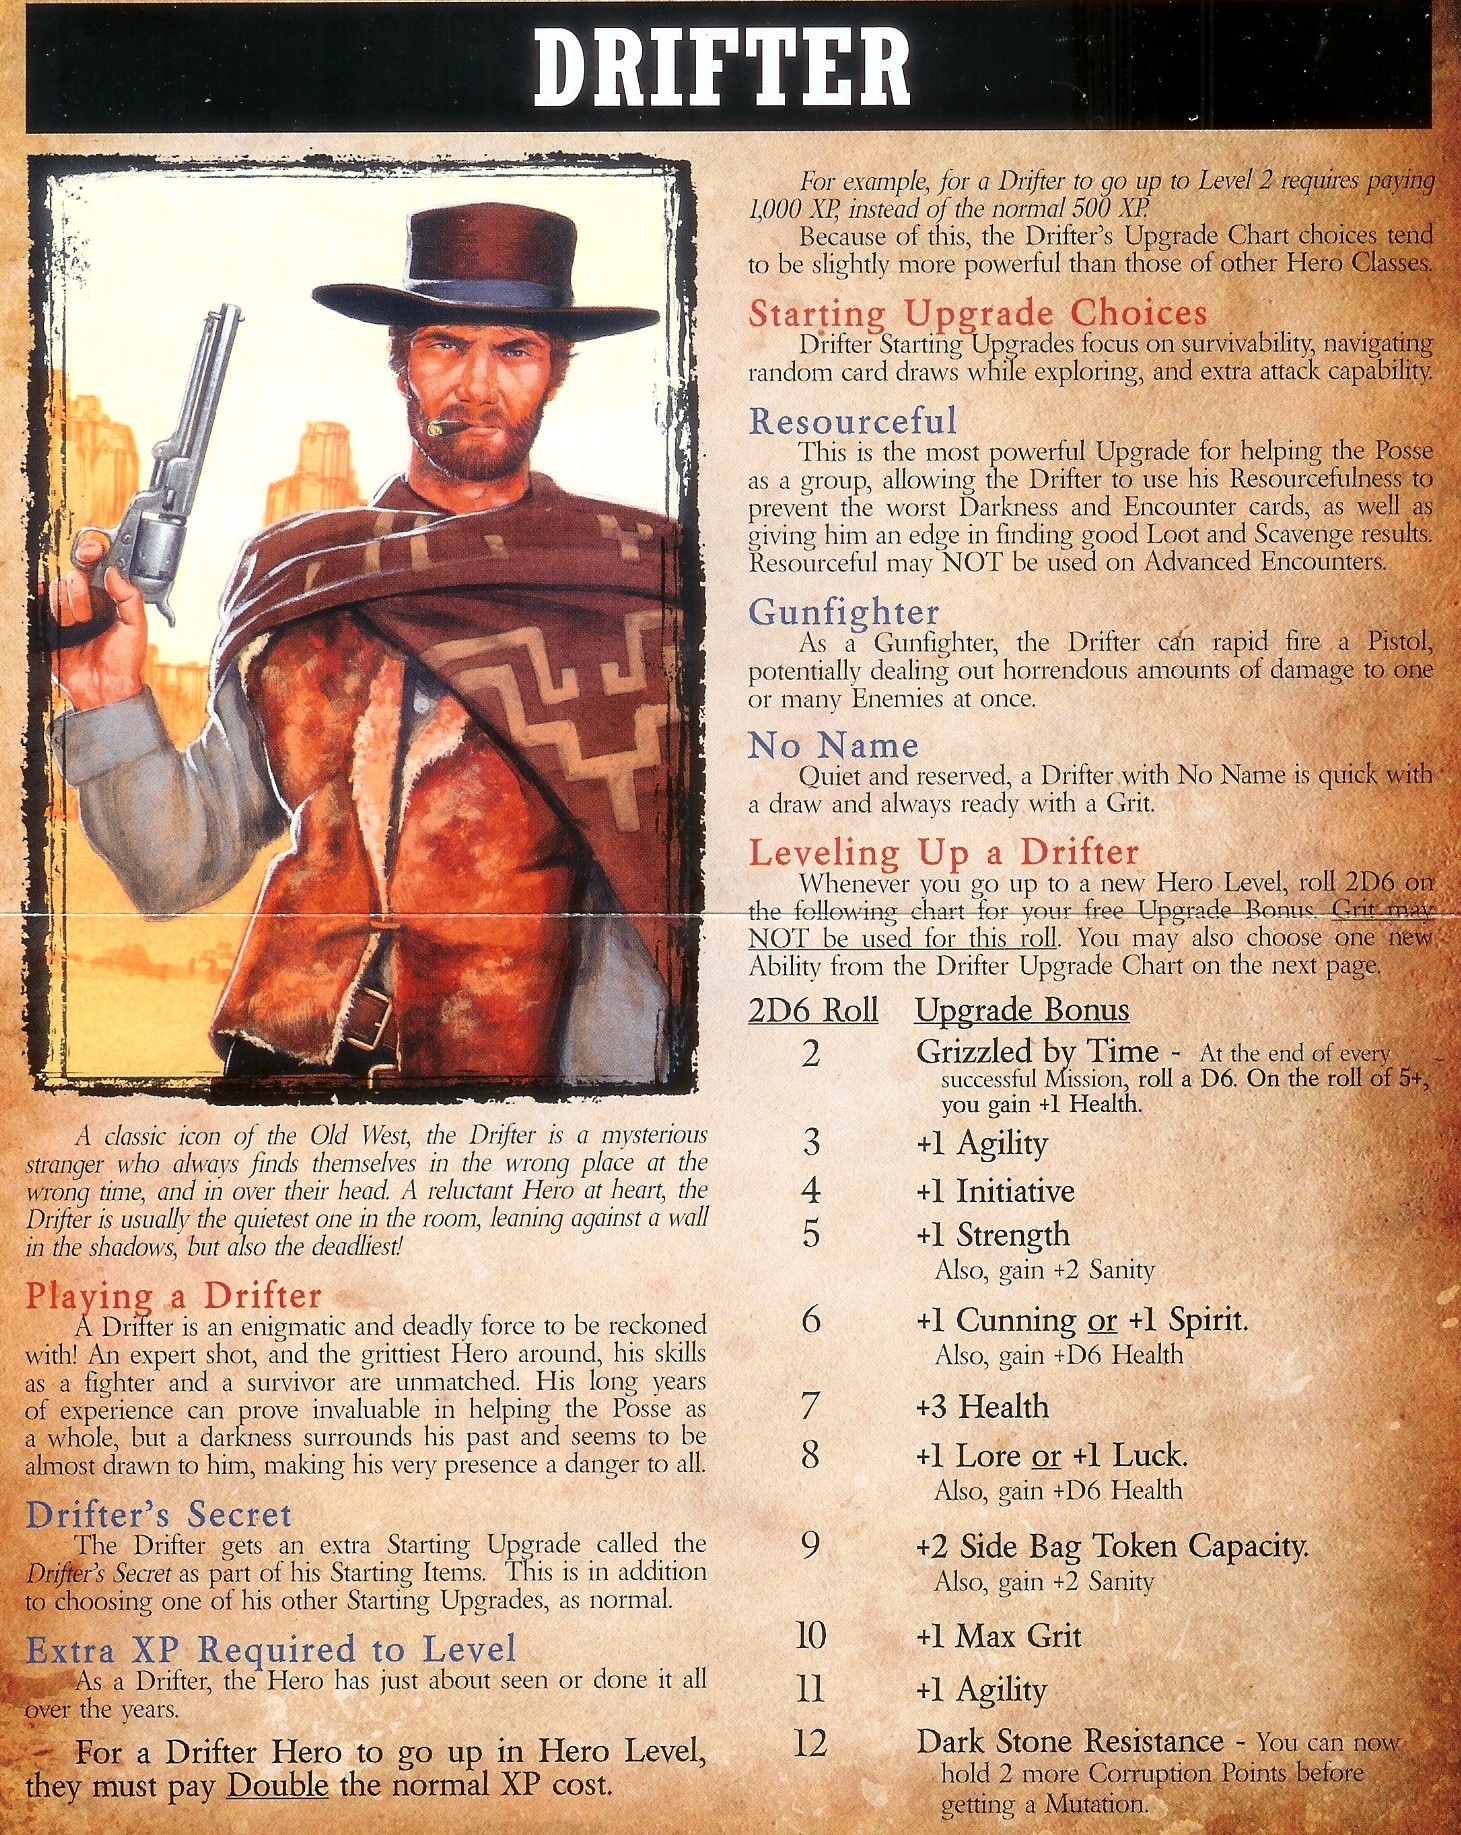 DRIFTER
A classic icon of the Old West, the Drifter is a mysterious
stranger who always finds themselves in the wrong place at the
wrong time, and in over their head. A reluctant Hero at heart, the
Drifter is usually the quietest one in the room, leaning against a wall
in the shadows, but also the deadliest!
Playing a Drifter
A Drifter is an enigmatic and deadly force to be reckoned
with! An expert shot, and the grittiest Hero around, his skills
as a fighter and a survivor are unmatched. His long years
of experience can prove invaluable in helping the Posse as
a whole, but a darkness surrounds his past and seems to be
almost drawn to him, making his very presence a danger to all.
Drifter's Secret
The Drifter gets an extra Starting Upgrade called the
Drifter's Secret as part of his Starting Items. This is in addition
to choosing one of his other Starting Upgrades, as normal.
Extra XP Required to Level
As a Drifter, the Hero has just about seen or done it all
over the years.
For a Drifter Hero to go up in Hero Level,
they must pay Double the normal XP cost.
For example, for a Drifter to go up to Level 2 requires paying
1,000 XP, instead of the normal 500 XP.
Because of this, the Drifter's Upgrade Chart choices tend
to be slightly more powerful than those of other Hero Classes.
Starting Upgrade Choices
Drifter Starting Upgrades focus on survivability, navigating
random card draws while exploring, and extra attack capability.
Resourceful
This is the most powerful Upgrade for helping the Posse
as a group, allowing the Drifter to use his Resourcefulness to
prevent the worst Darkness and Encounter cards, as well as
giving him an edge in finding good Loot and Scavenge results.
Resourceful may NOT be used on Advanced Encounters.
Gunfighter
As a Gunfighter, the Drifter can rapid fire a Pistol,
potentially dealing out horrendous amounts of damage to one
or many Enemies at once.
No Name
Quiet and reserved, a Drifter with No Name is quick with
a draw and always ready with a Grit.
Leveling Up a Drifter
Whenever you go up to a new Hero Level, roll 2D6 on
the following chart for your free Upgrade Bonus. Grit may
NOT be used for this roll. You may also choose one new
Ability from the Drifter Upgrade Chart on the next page.
2D6 Roll Upgrade Bonus
2 Grizzled by Time - At the end of every
successful Mission, roll a D6. On the roll of 5+,
you gain +1 Health.
3 +1 Agility
4 +1 Initiative
5 +1 Strength
Also, gain +2 Sanity
6 +1 Cunning or +1 Spirit.
Also, gain +D6 Health
7 +3 Health
8 +1 Lore or +1 Luck.
Also, gain +D6 Health
9 +2 Side Bag Token Capacity.
Also, gain +2 Sanity
10 +1 Max Grit
11 +1 Agility
12 Dark Stone Resistance - You can now
hold 2 more Corruption Points before
getting a Mutation.